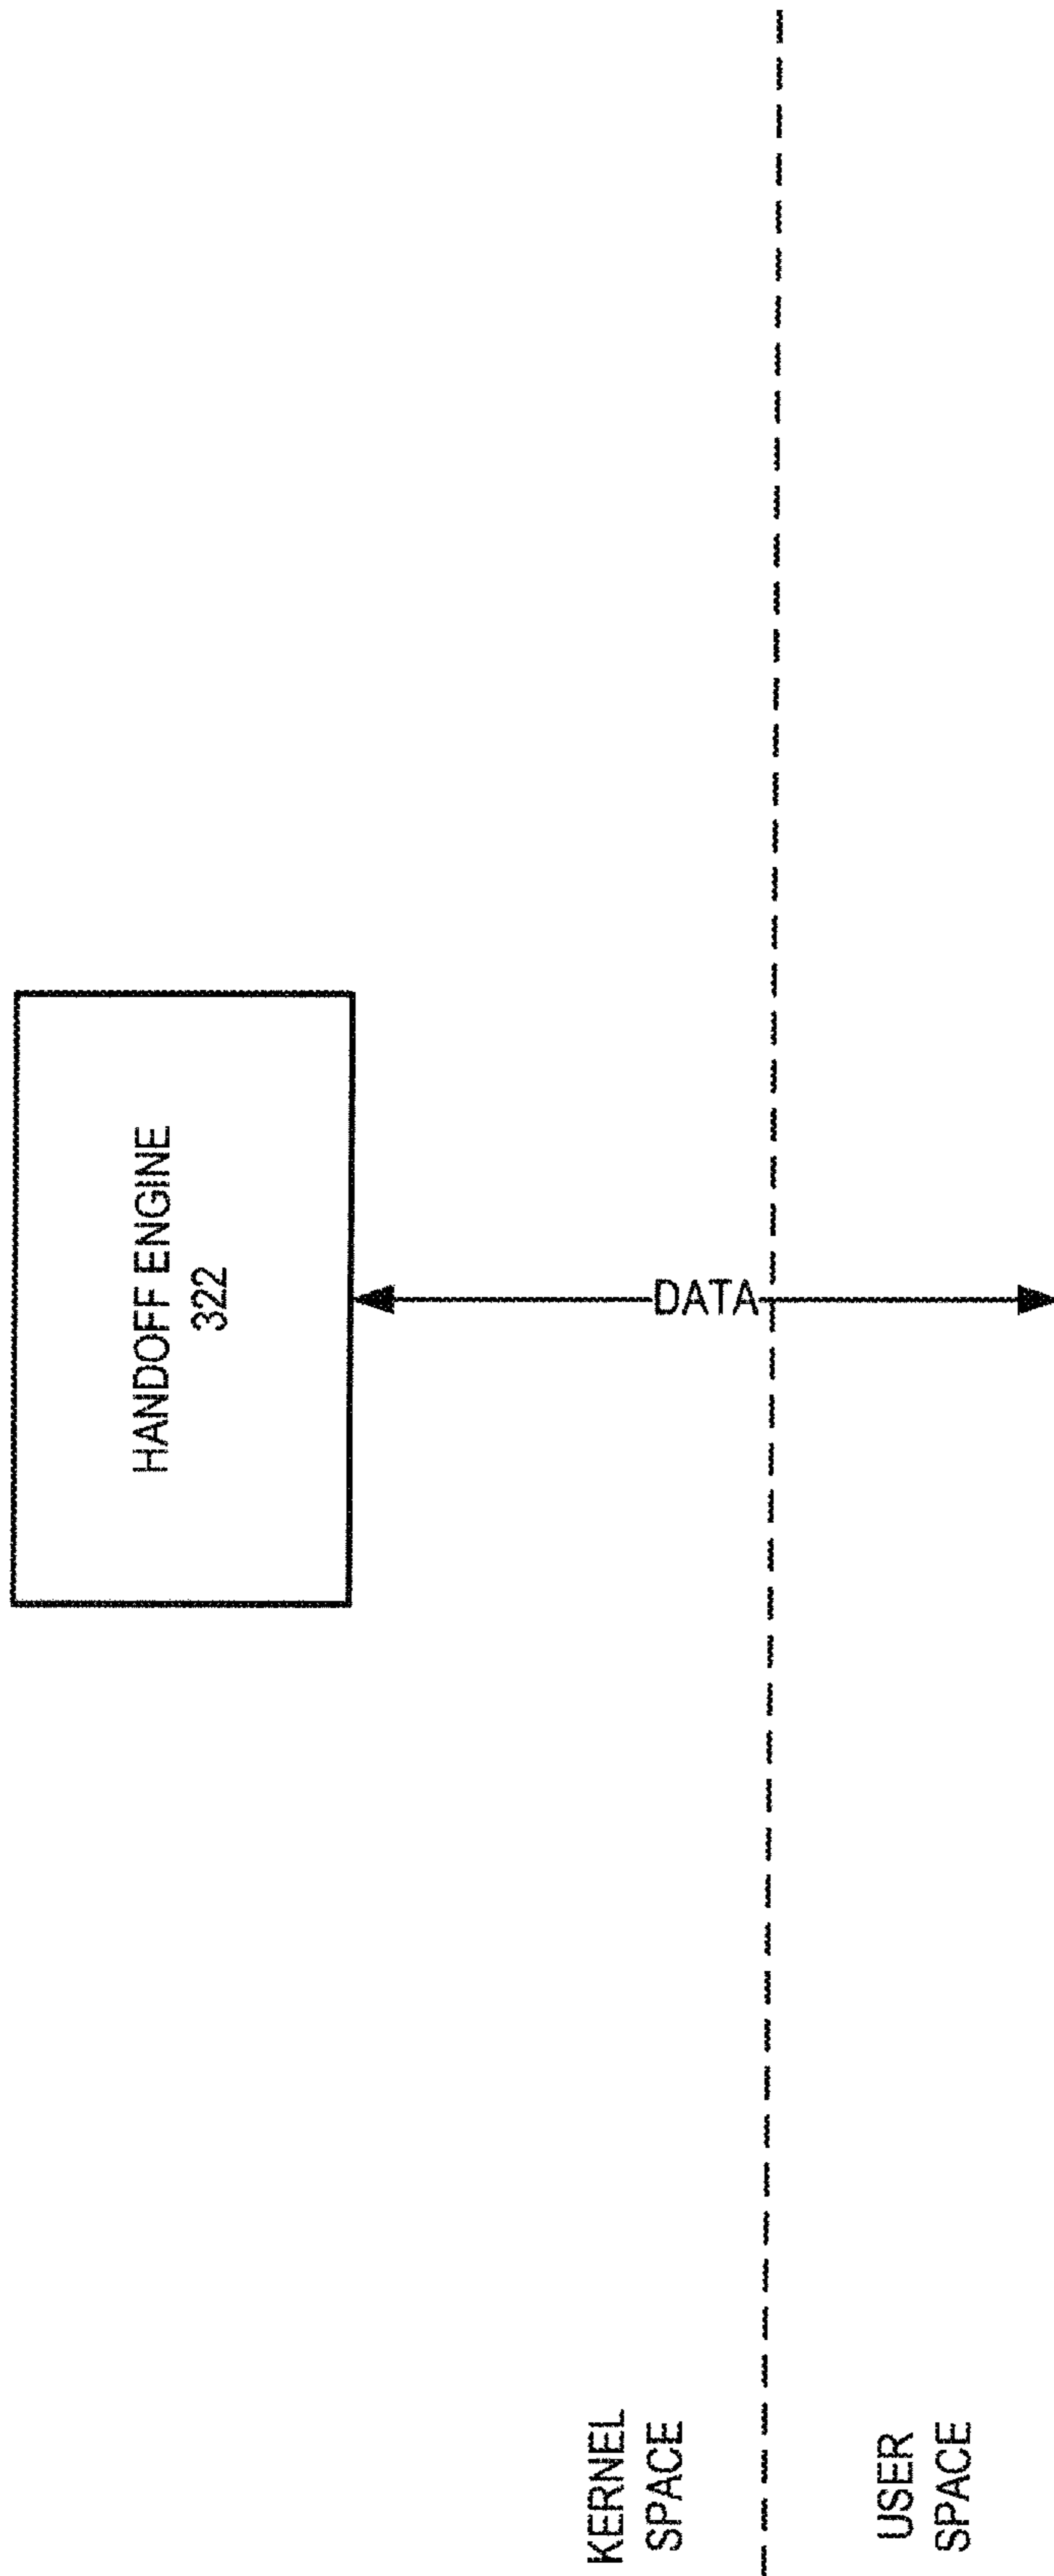 HANDOFF ENGINE
322
DATA
KERNEL
SPACE
USER
SPACE